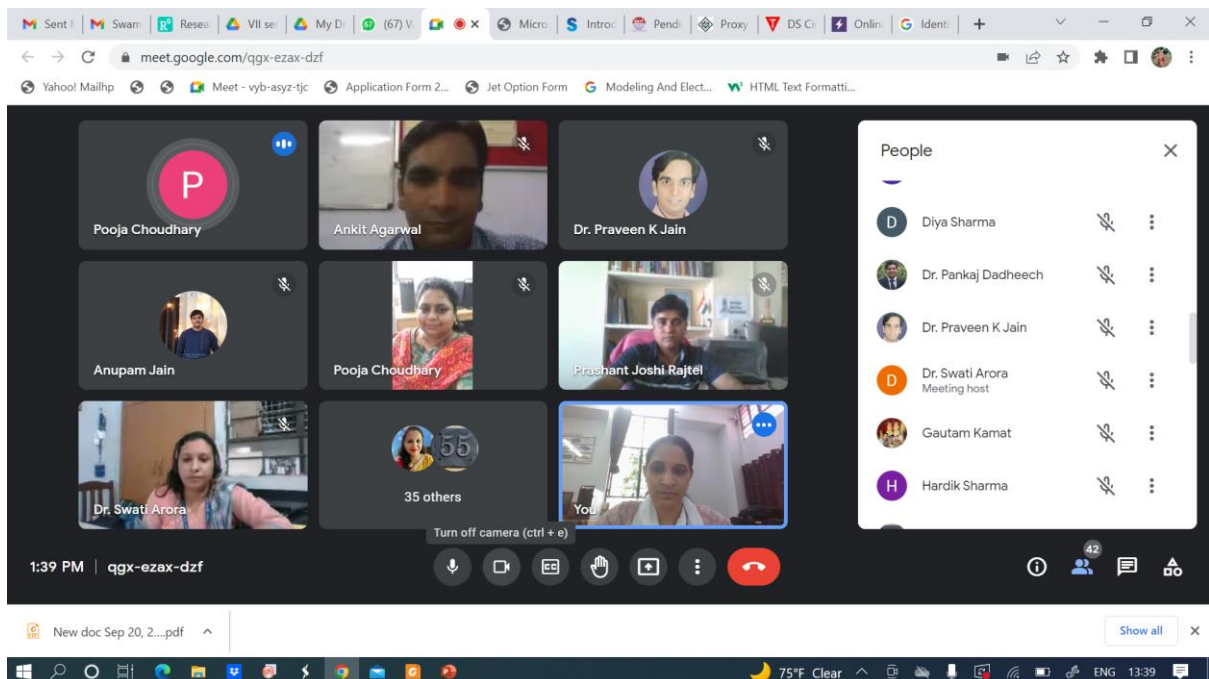 Sent M
Swam
Resea
VII ser
My D
(67) W
Micro
Introd
Pendi
Proxy
DS Cir
Onlin
Identi
meet.google.com/qgx-ezax-dzf
Yahoo! Mailhp
Meet - vyb-asyz-tjc
Application Form 2...
Jet Option Form
Modeling And Elect...
HTML Text Formatti...
P
Pooja Choudhary
Ankit Agarwal
Dr. Praveen K Jain
Anupam Jain
Pooja Choudhary
Prashant Joshi Rajtel
Dr. Swati Arora
55
35 others
You
Turn off camera (ctrl + e)
People
D
Diya Sharma
Dr. Pankaj Dadheech
Dr. Praveen K Jain
D
Dr. Swati Arora
Meeting host
Gautam Kamat
H
Hardik Sharma
1:39 PM | qgx-ezax-dzf
CC
42
New doc Sep 20, 2....pdf
Show all
75°F Clear
ENG
13:39